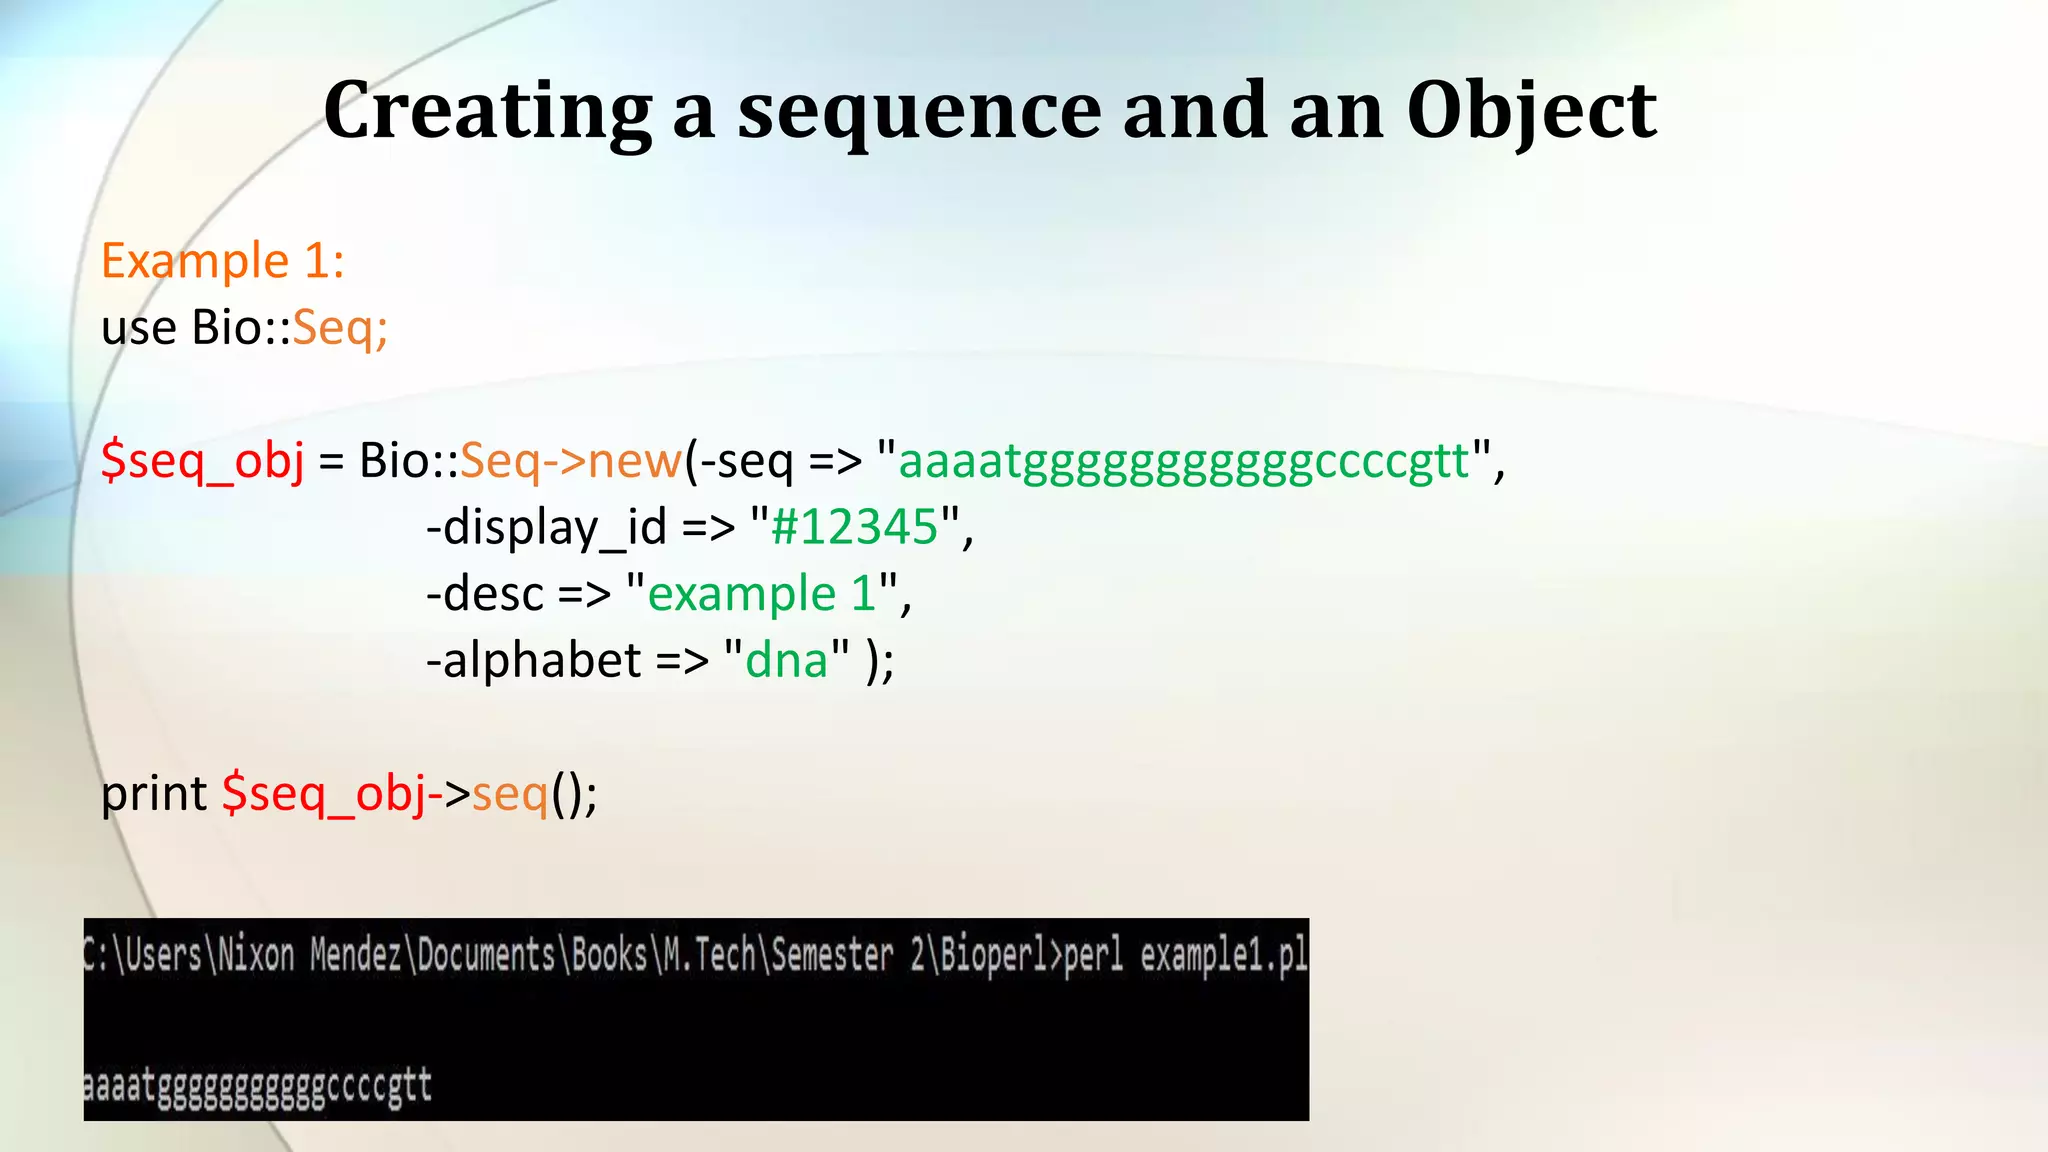 Creating a sequence and an Object
Example 1:
use Bio::Seq;
$seq_obj = Bio::Seq->new(-seq => "aaaatgggggggggggccccgtt",
-display_id => "#12345",
-desc => "example 1",
-alphabet => "dna" );
print $seq_obj->seq();
C:\Users\Nixon Mendez\Documents\Books\M.Tech\Semester 2\Bioperl>perl example1.pl
aaaatgggggggggggccccgtt